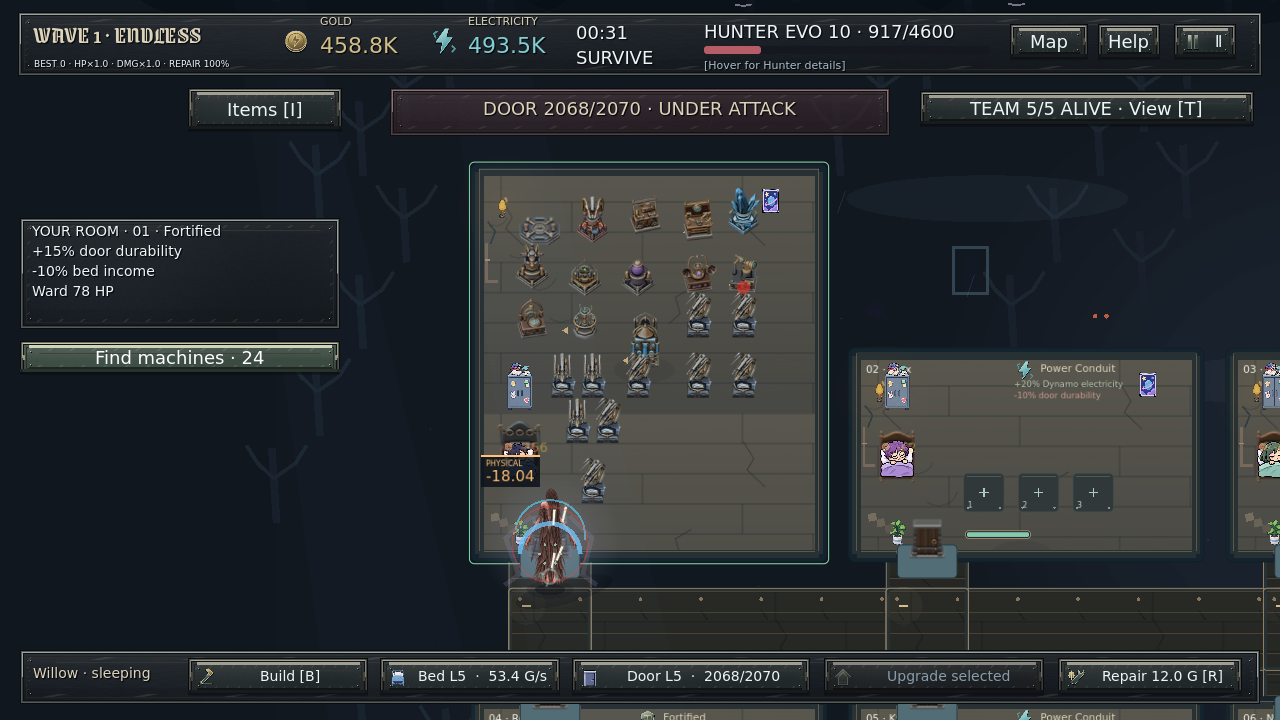 WAVE 1 · ENDLESS
BEST 0 · HP×1.0 · DMG×1.0 · REPAIR 100%
GOLD
458.8K
ELECTRICITY
493.5K
00:31
SURVIVE
HUNTER EVO 10 · 917/4600
[Hover for Hunter details]
Map
Help
II
Items [I]
DOOR 2068/2070 · UNDER ATTACK
TEAM 5/5 ALIVE · View [T]
YOUR ROOM · 01 · Fortified
+15% door durability
-10% bed income
Ward 78 HP
Find machines · 24
PHYSICAL
-18.04
02 ·
Power Conduit
+20% Dynamo electricity
-10% door durability
+
1
+
2
+
3
03 ·
Willow · sleeping
Build [B]
Bed L5 · 53.4 G/s
Door L5 · 2068/2070
Upgrade selected
Repair 12.0 G [R]
Fortified
Power Conduit